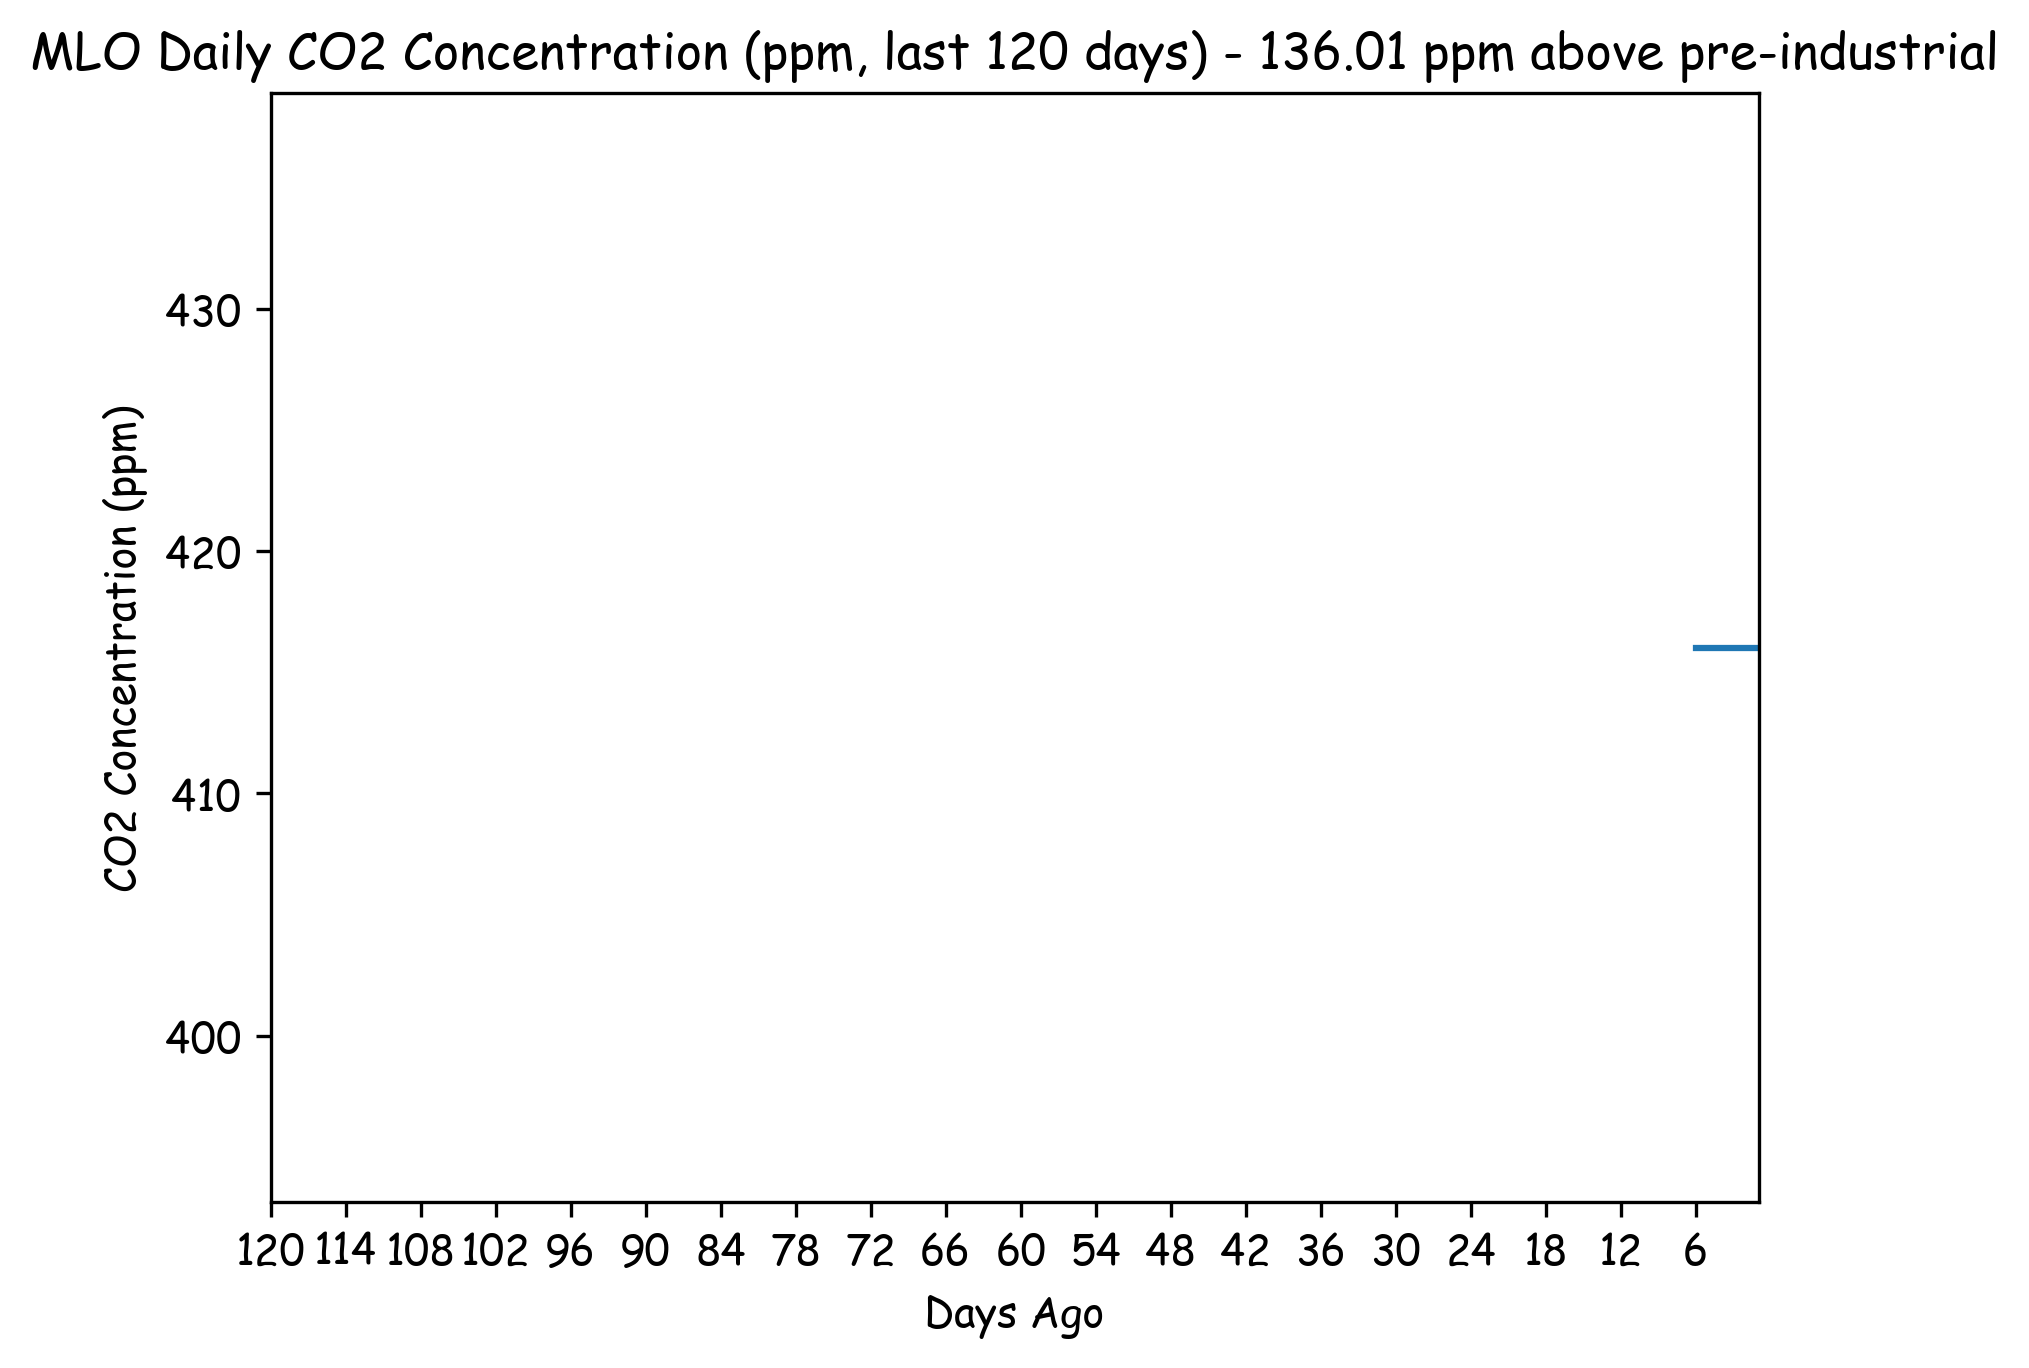 MLO Daily CO2 Concentration (ppm, last 120 days) - 136.01 ppm above pre-industrial
430
420
410
400
CO2 Concentration (ppm)
120 114 108 102 96 90 84 78 72 66 60 54 48 42 36 30 24 18 12 6
Days Ago